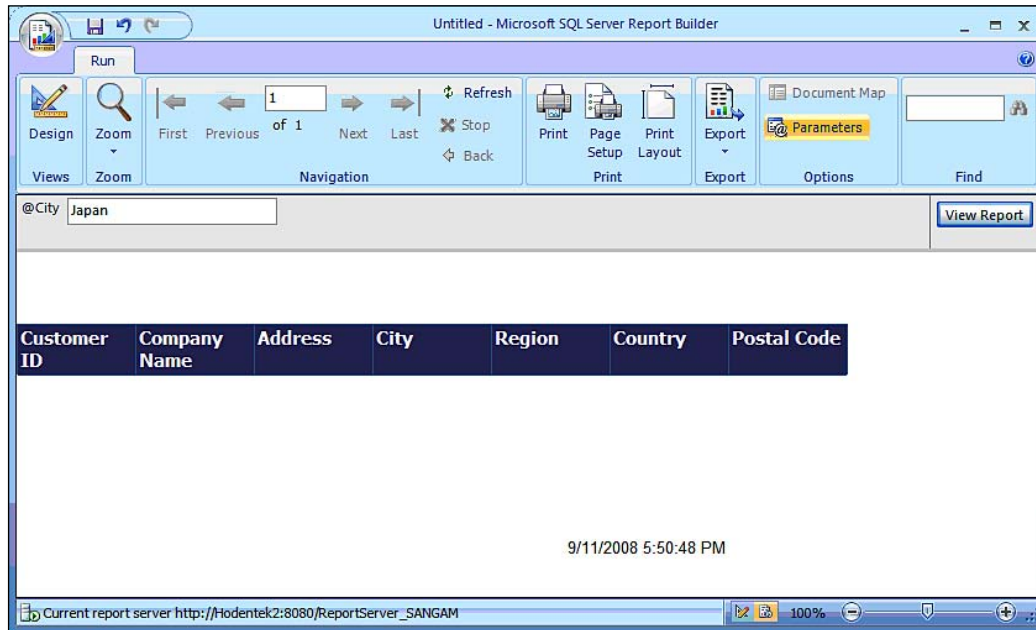 Untitled - Microsoft SQL Server Report Builder
Run
Design
Zoom
First
Previous
1
of 1
Next
Last
Refresh
Stop
Back
Print
Page Setup
Print Layout
Export
Document Map
Parameters
Views
Zoom
Navigation
Print
Export
Options
Find
@City Japan
View Report
Customer ID
Company Name
Address
City
Region
Country
Postal Code
9/11/2008 5:50:48 PM
Current report server http://Hodentek2:8080/ReportServer_SANGAM
100%